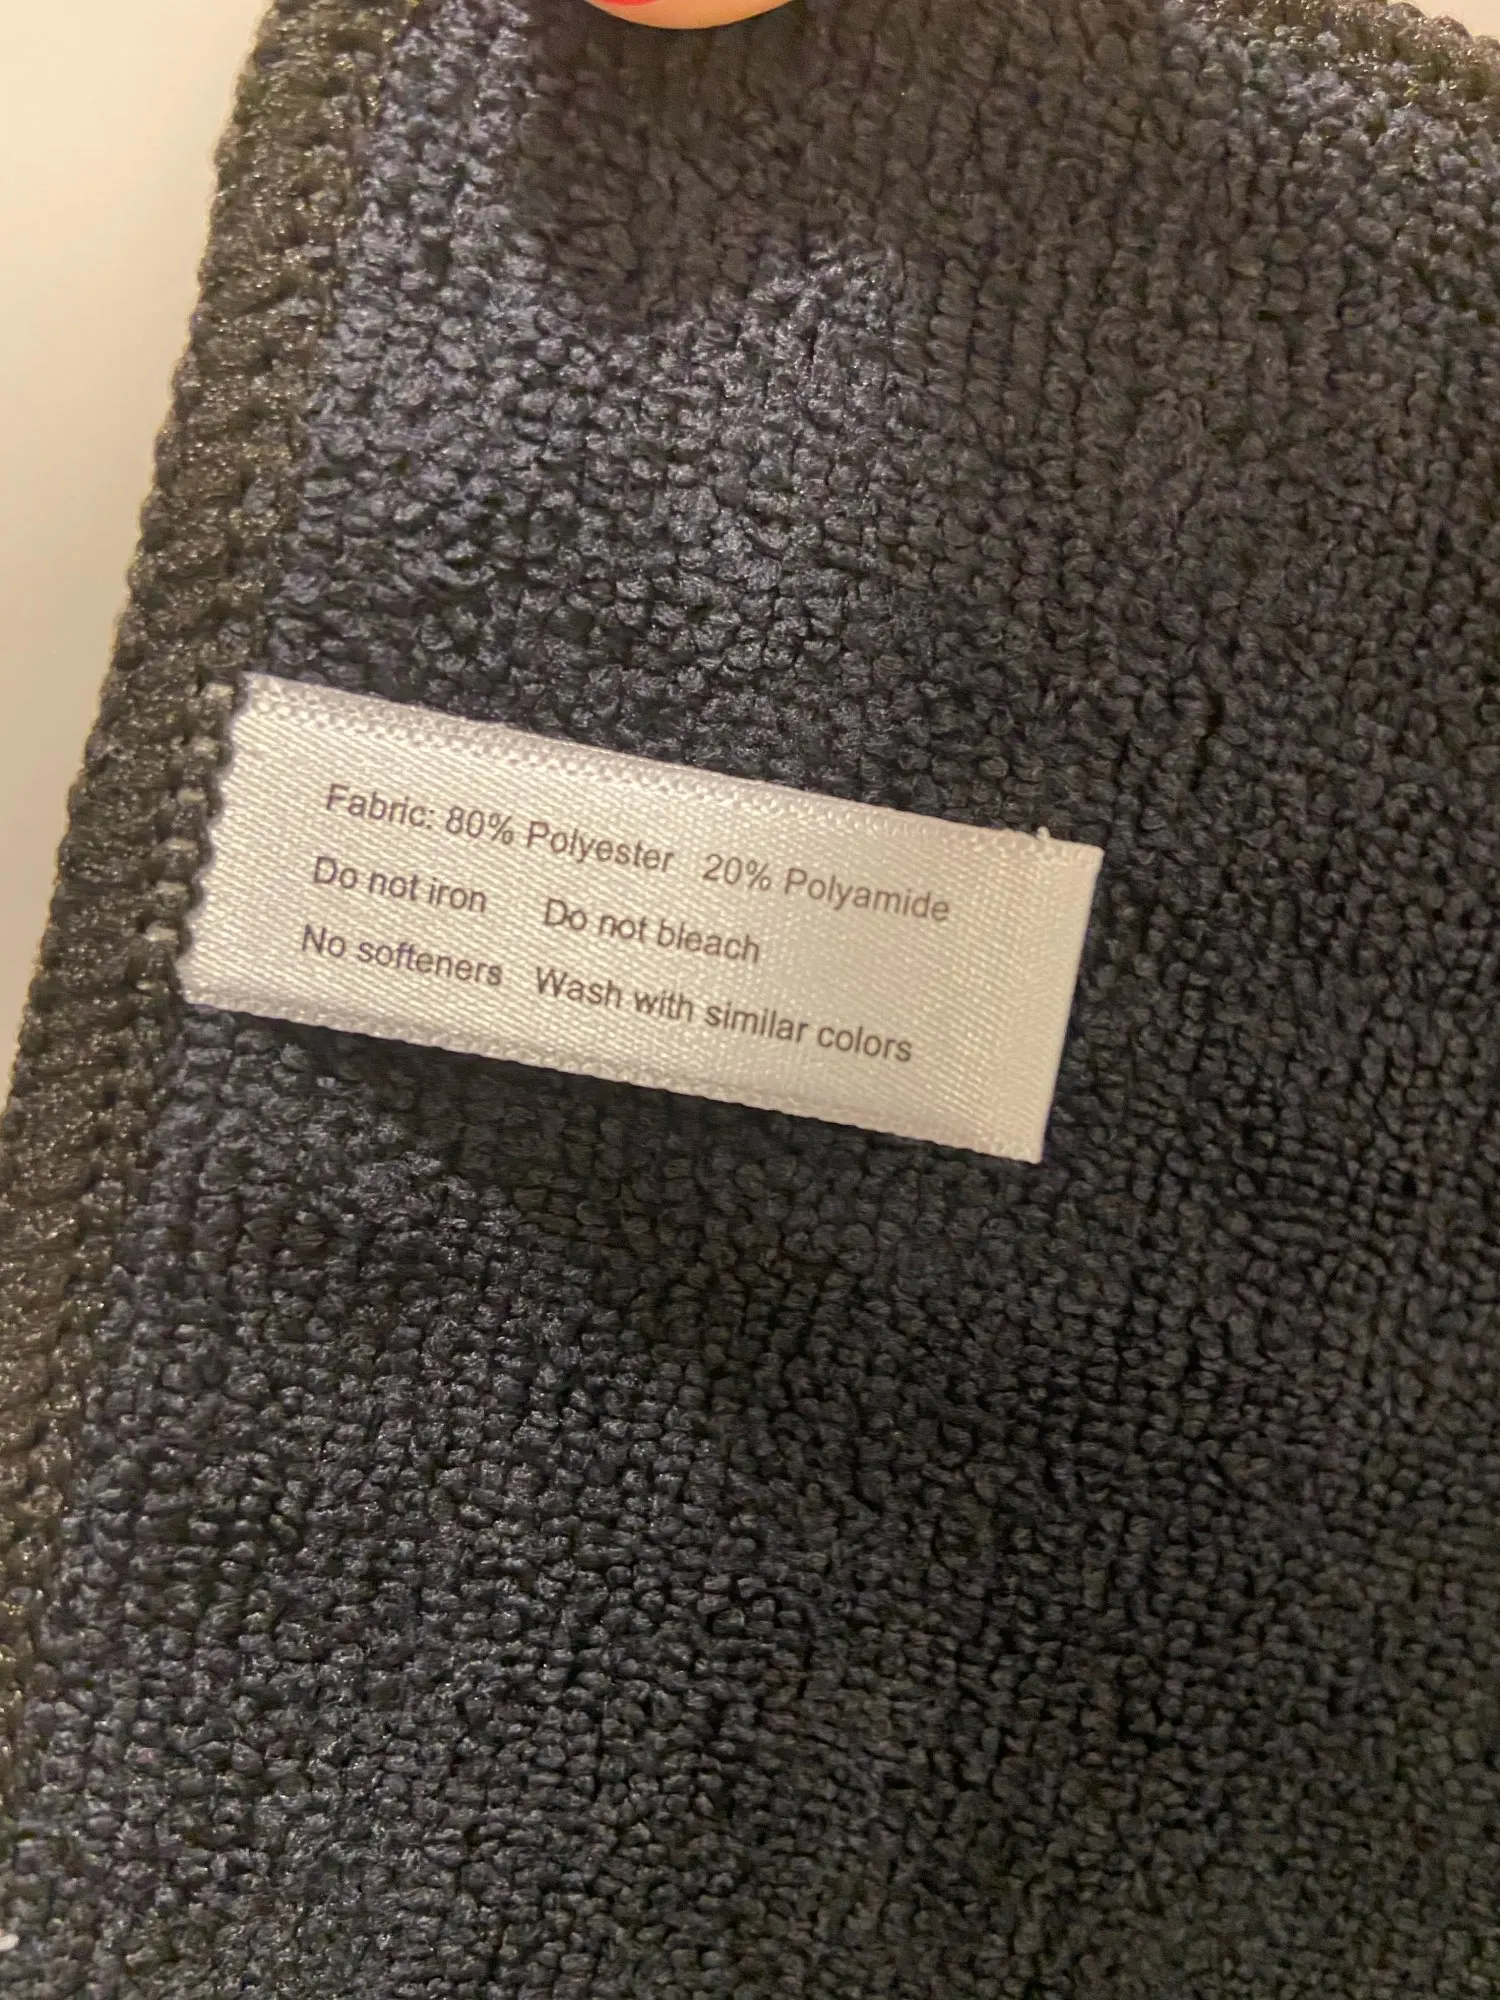 Fabric: 80% Polyester 20% Polyamide
Do not iron Do not bleach
No softeners Wash with similar colors